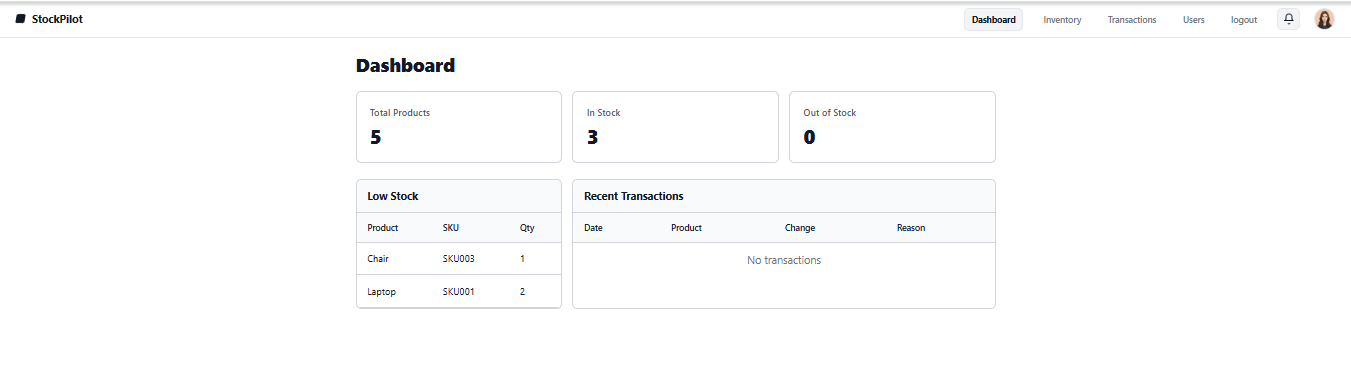 StockPilot Dashboard Inventory Transactions Users logout
Dashboard
Total Products In Stock Out of Stock
5 3 0
Low Stock Recent Transactions
Product SKU Qty Date Product Change Reason
Chair SKU003 1 No transactions
Laptop SKU001 2